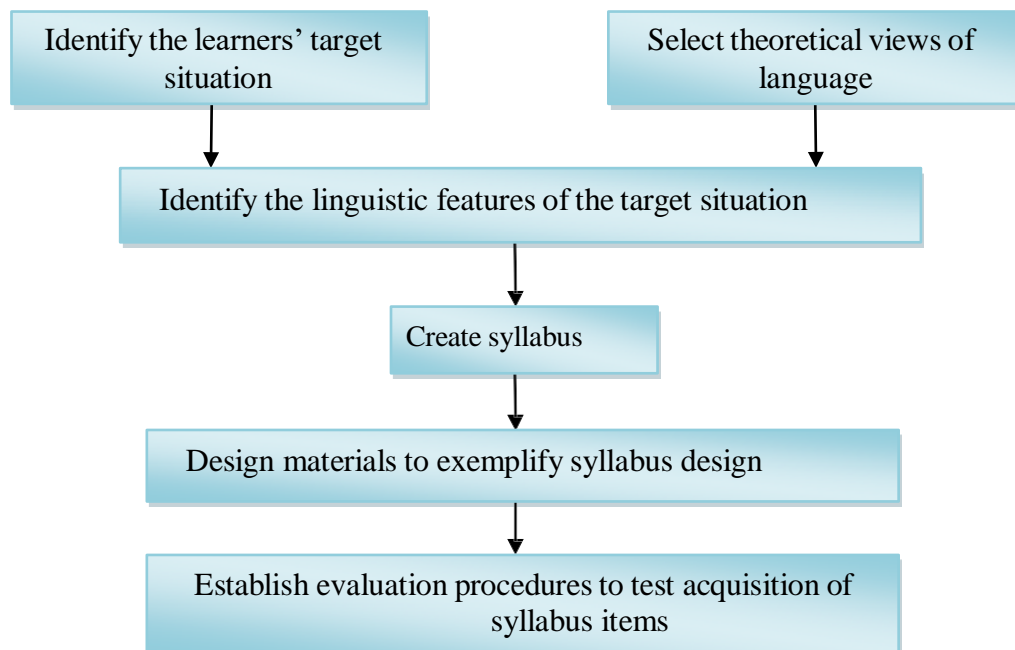 Identify the learners’ target
situation
Select theoretical views of
language
Identify the linguistic features of the target situation
Create syllabus
Design materials to exemplify syllabus design
Establish evaluation procedures to test acquisition of
syllabus items